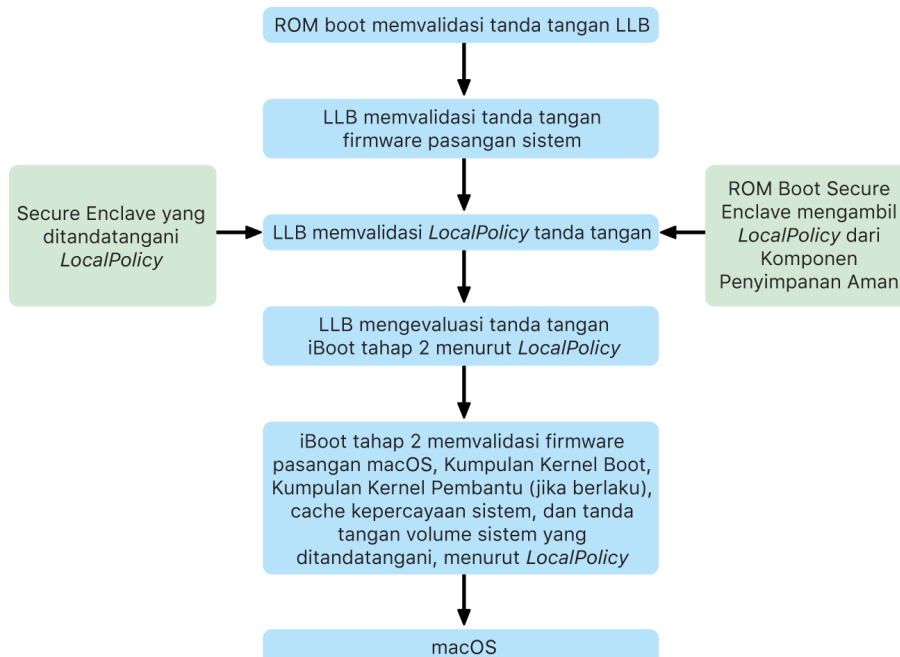 ROM boot memvalidasi tanda tangan LLB
LLB memvalidasi tanda tangan
firmware pasangan sistem
Secure Enclave yang
ditandatangani
LocalPolicy
LLB memvalidasi LocalPolicy tanda tangan
ROM Boot Secure
Enclave mengambil
LocalPolicy dari
Komponen
Penyimpanan Aman
LLB mengevaluasi tanda tangan
iBoot tahap 2 menurut LocalPolicy
iBoot tahap 2 memvalidasi firmware
pasangan macOS, Kumpulan Kernel Boot,
Kumpulan Kernel Pembantu (jika berlaku),
cache kepercayaan sistem, dan tanda
tangan volume sistem yang
ditandatangani, menurut LocalPolicy
macOS